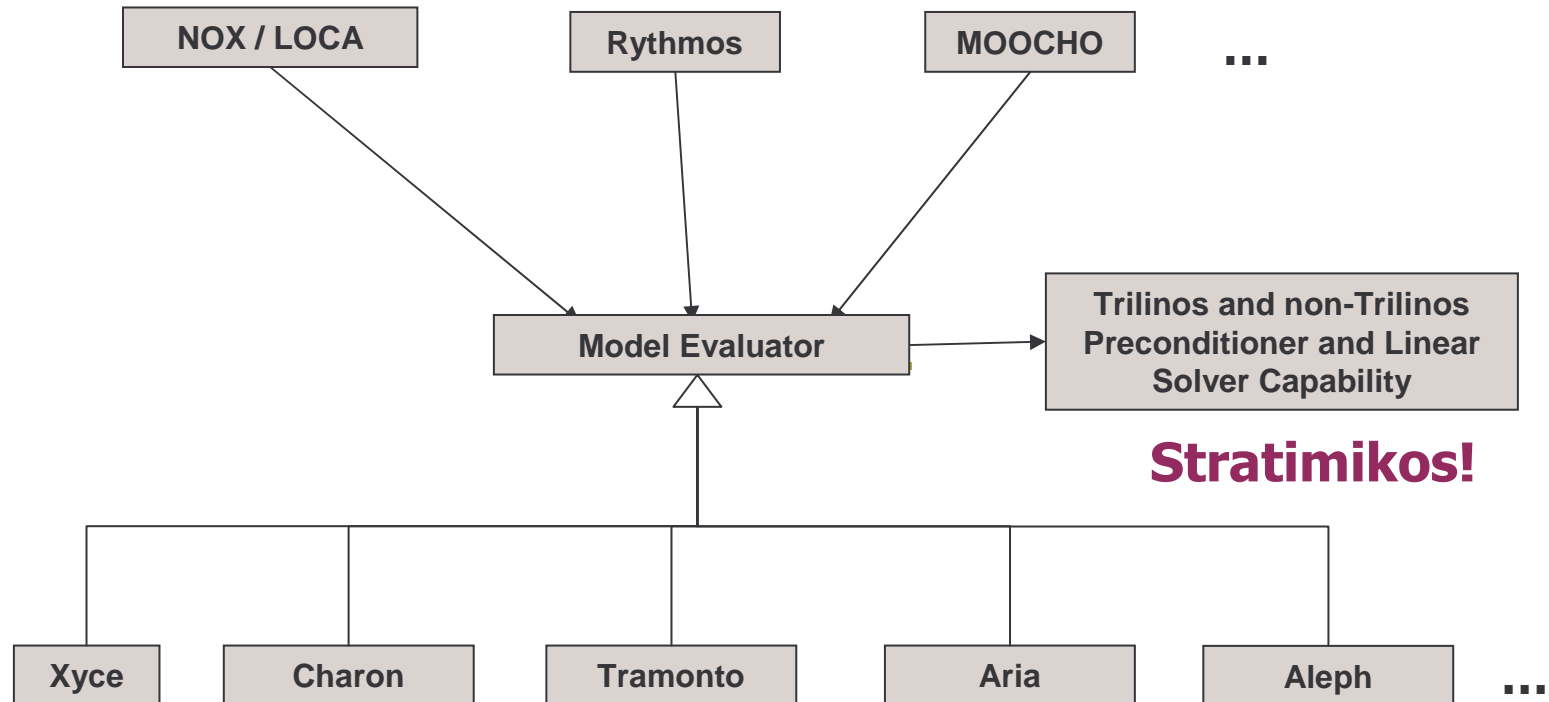 NOX / LOCA
Rythmos
MOOCHO
...
Model Evaluator
Trilinos and non-Trilinos
Preconditioner and Linear
Solver Capability
Stratimikos!
Xyce
Charon
Tramonto
Aria
Aleph
...